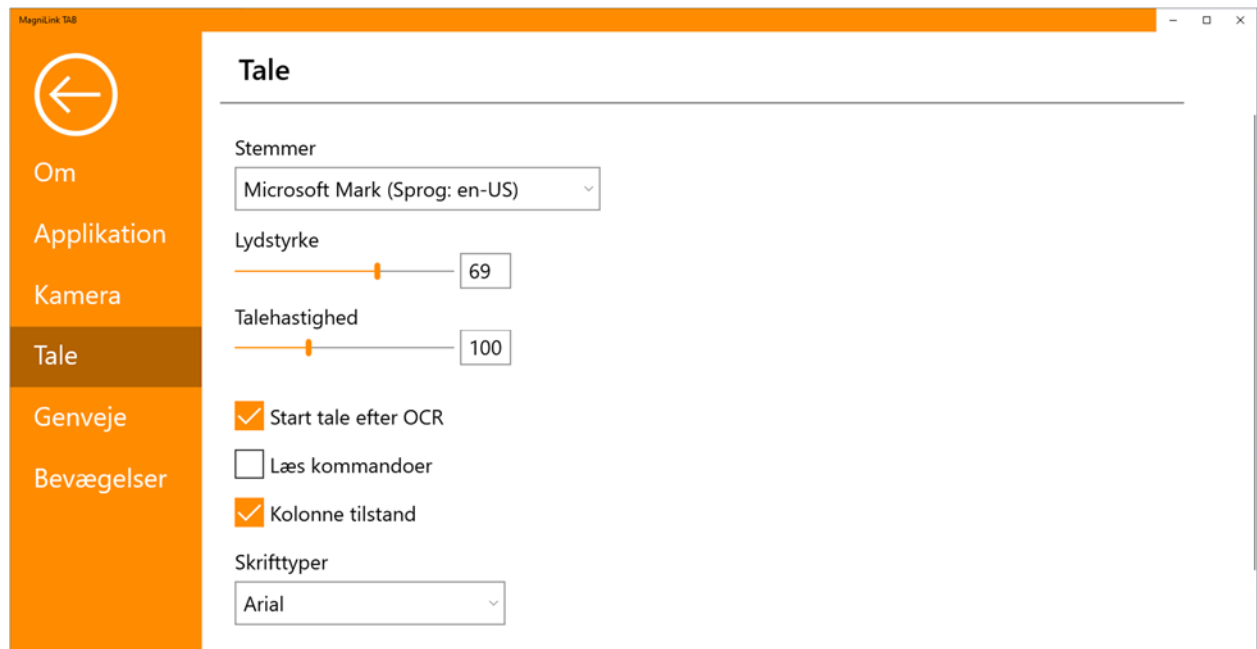 MagniLink TAB
Om
Applikation
Kamera
Tale
Genveje
Bevægelser
Tale
Stemmer
Microsoft Mark (Sprog: en-US)
Lydstyrke
69
Talehastighed
100
Start tale efter OCR
Læs kommandoer
Kolonne tilstand
Skrifttyper
Arial